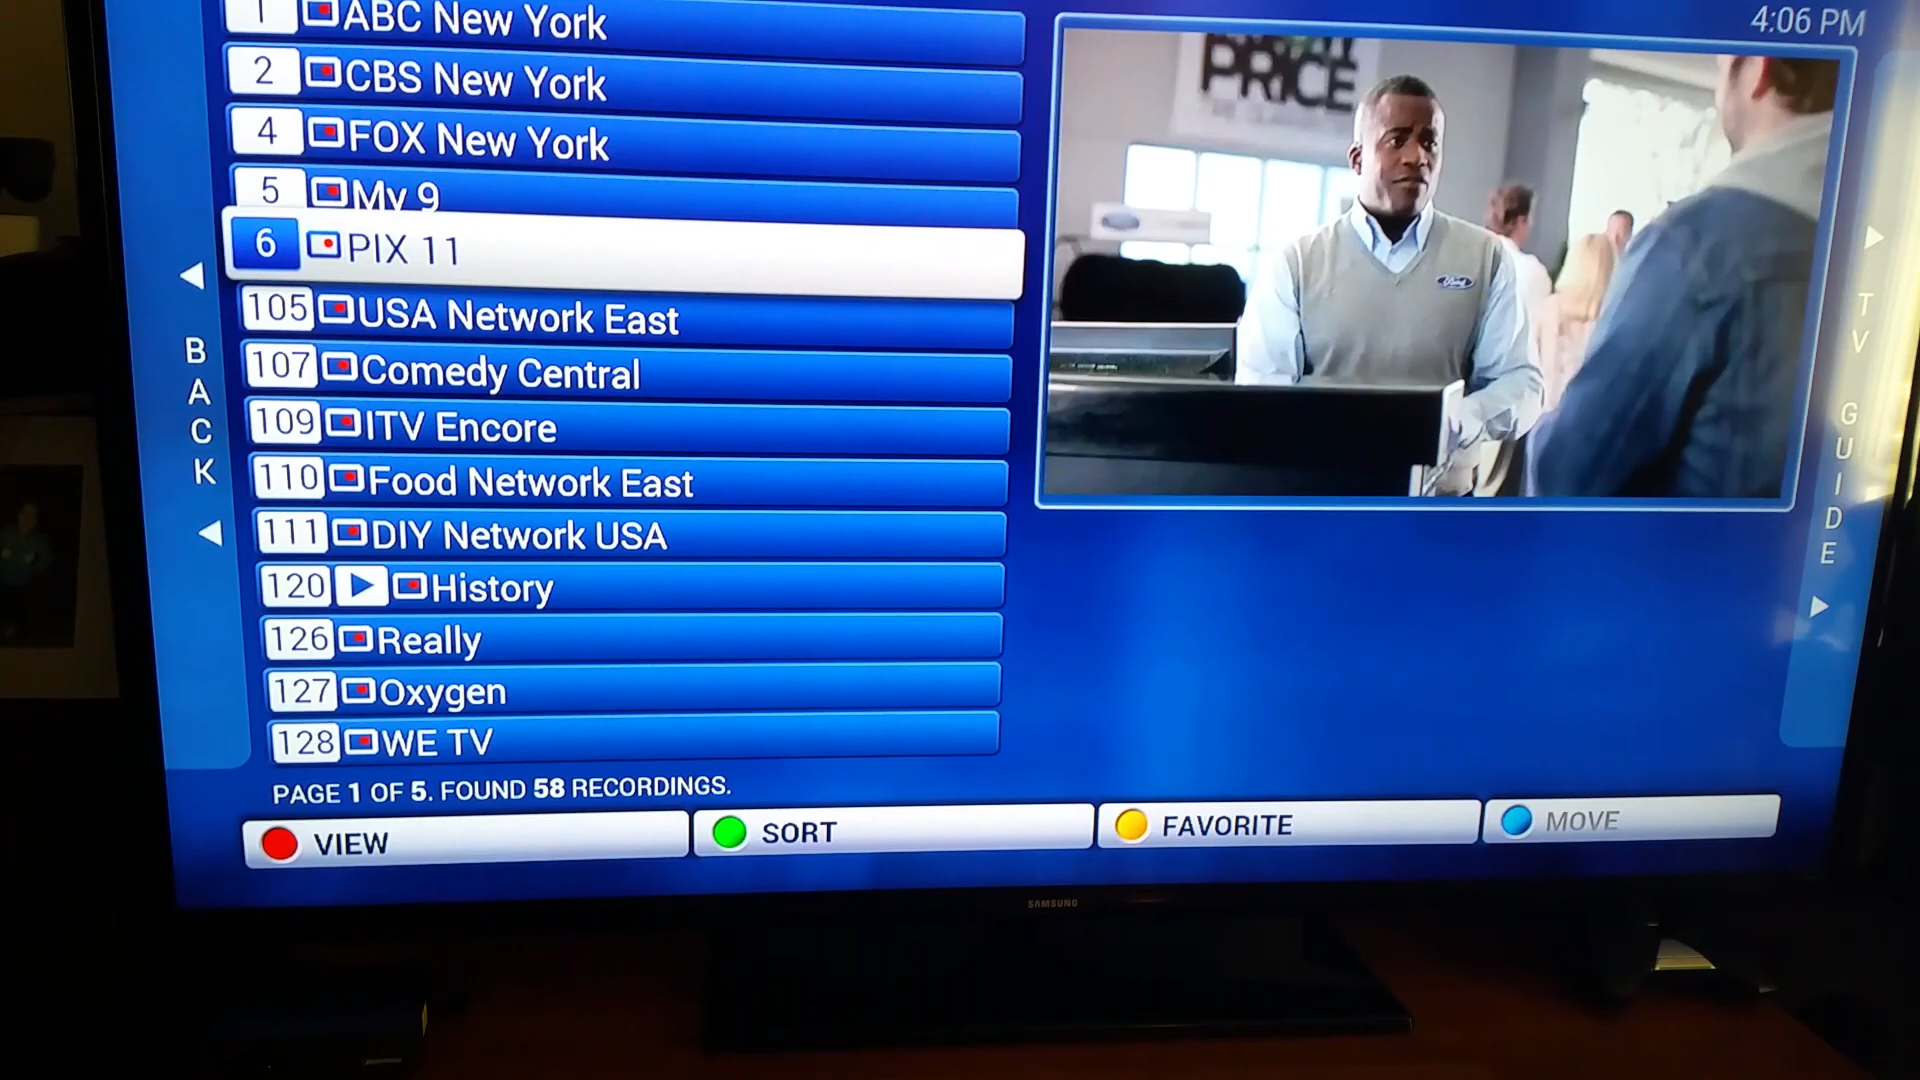 4:06 PM
1 ABC New York
2 CBS New York
4 FOX New York
5 My 9
6 PIX 11
105 USA Network East
107 Comedy Central
109 ITV Encore
110 Food Network East
111 DIY Network USA
120 History
126 Really
127 Oxygen
128 WE TV
BACK
TV GUIDE
PRICE
Ford
PAGE 1 OF 5. FOUND 58 RECORDINGS.
VIEW
SORT
FAVORITE
MOVE
SAMSUNG